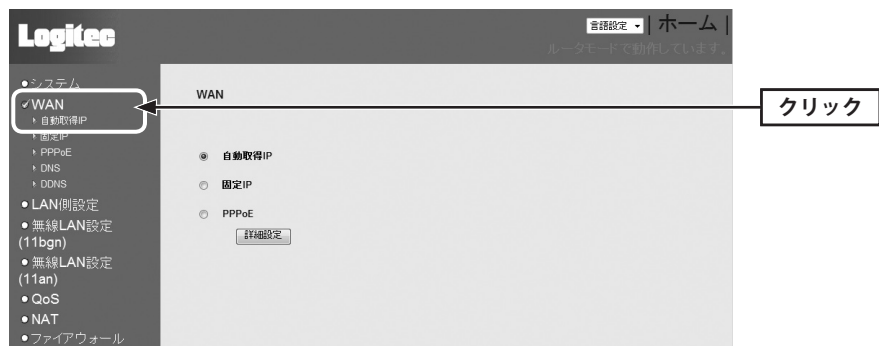 Logitec
言語設定 | ホーム |
ルータモードで動作しています。
●システム
WAN
自動取得IP
固定IP
PPPoE
DNS
DDNS
●LAN側設定
●無線LAN設定
(11bgn)
●無線LAN設定
(11an)
●QoS
●NAT
●ファイアウォール
WAN
自動取得IP
固定IP
PPPoE
詳細設定
クリック